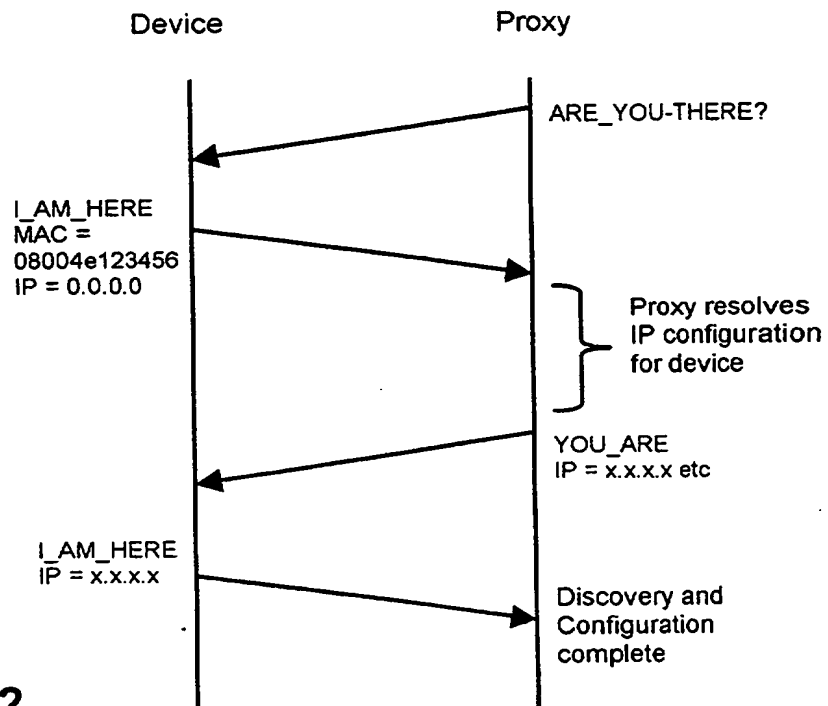 Device
Proxy
ARE_YOU-THERE?
I_AM_HERE
MAC =
08004e123456
IP = 0.0.0.0
Proxy resolves
IP configuration
for device
YOU_ARE
IP = x.x.x.x etc
I_AM_HERE
IP = x.x.x.x
Discovery and
Configuration
complete